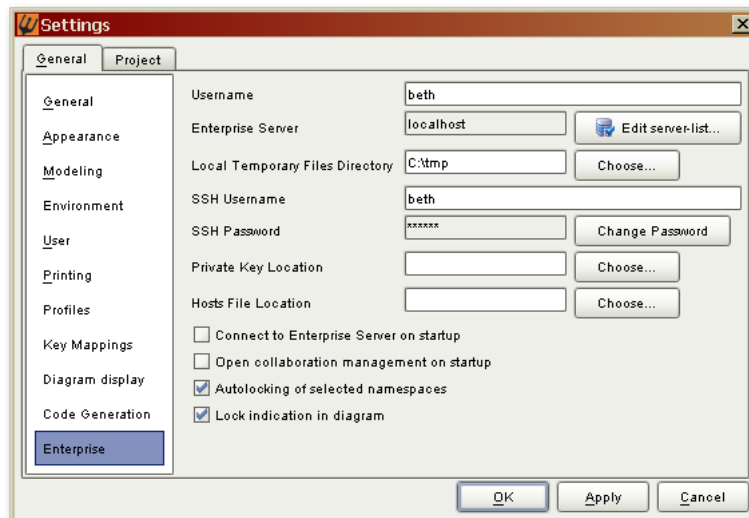 Settings
General Project
General
Appearance
Modeling
Environment
User
Printing
Profiles
Key Mappings
Diagram display
Code Generation
Enterprise
Username beth
Enterprise Server localhost Edit server-list...
Local Temporary Files Directory C:\tmp Choose...
SSH Username beth
SSH Password ****** Change Password
Private Key Location Choose...
Hosts File Location Choose...
Connect to Enterprise Server on startup
Open collaboration management on startup
Autolocking of selected namespaces
Lock indication in diagram
OK Apply Cancel